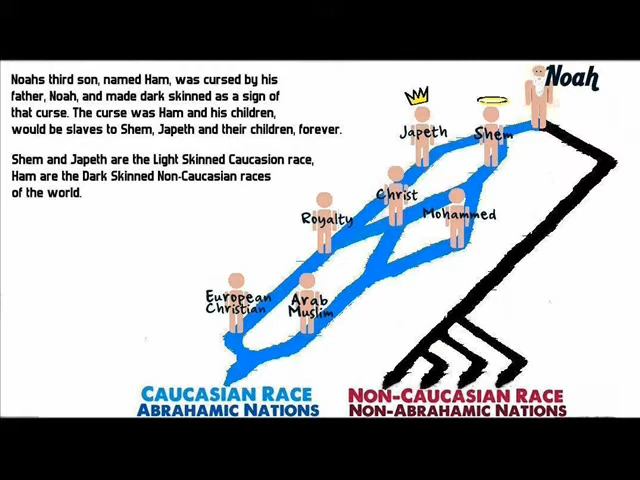 Noah
Noahs third son, named Ham, was cursed by his
father, Noah, and made dark skinned as a sign of
that curse. The curse was Ham and his children,
would be slaves to Shem, Japeth and their children, forever.
Shem and Japeth are the Light Skinned Caucasion race,
Ham are the Dark Skinned Non-Caucasian races
of the world.
Japeth
Shem
Christ
Royalty
Mohammed
European
Christian
Arab
Muslim
CAUCASIAN RACE
ABRAHAMIC NATIONS
NON-CAUCASIAN RACE
NON-ABRAHAMIC NATIONS